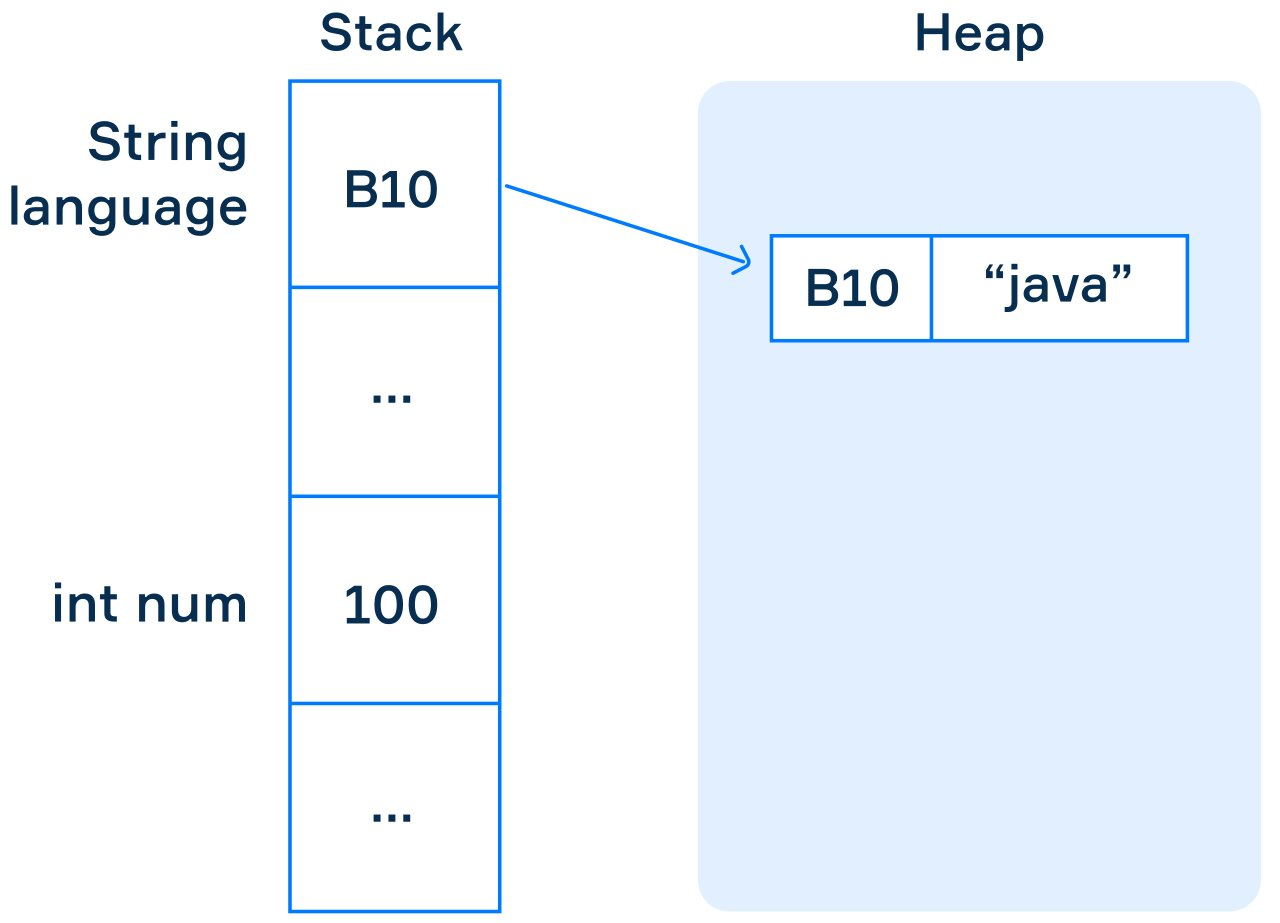 Stack
Heap
String
language
B10
B10
“java”
...
int num
100
...